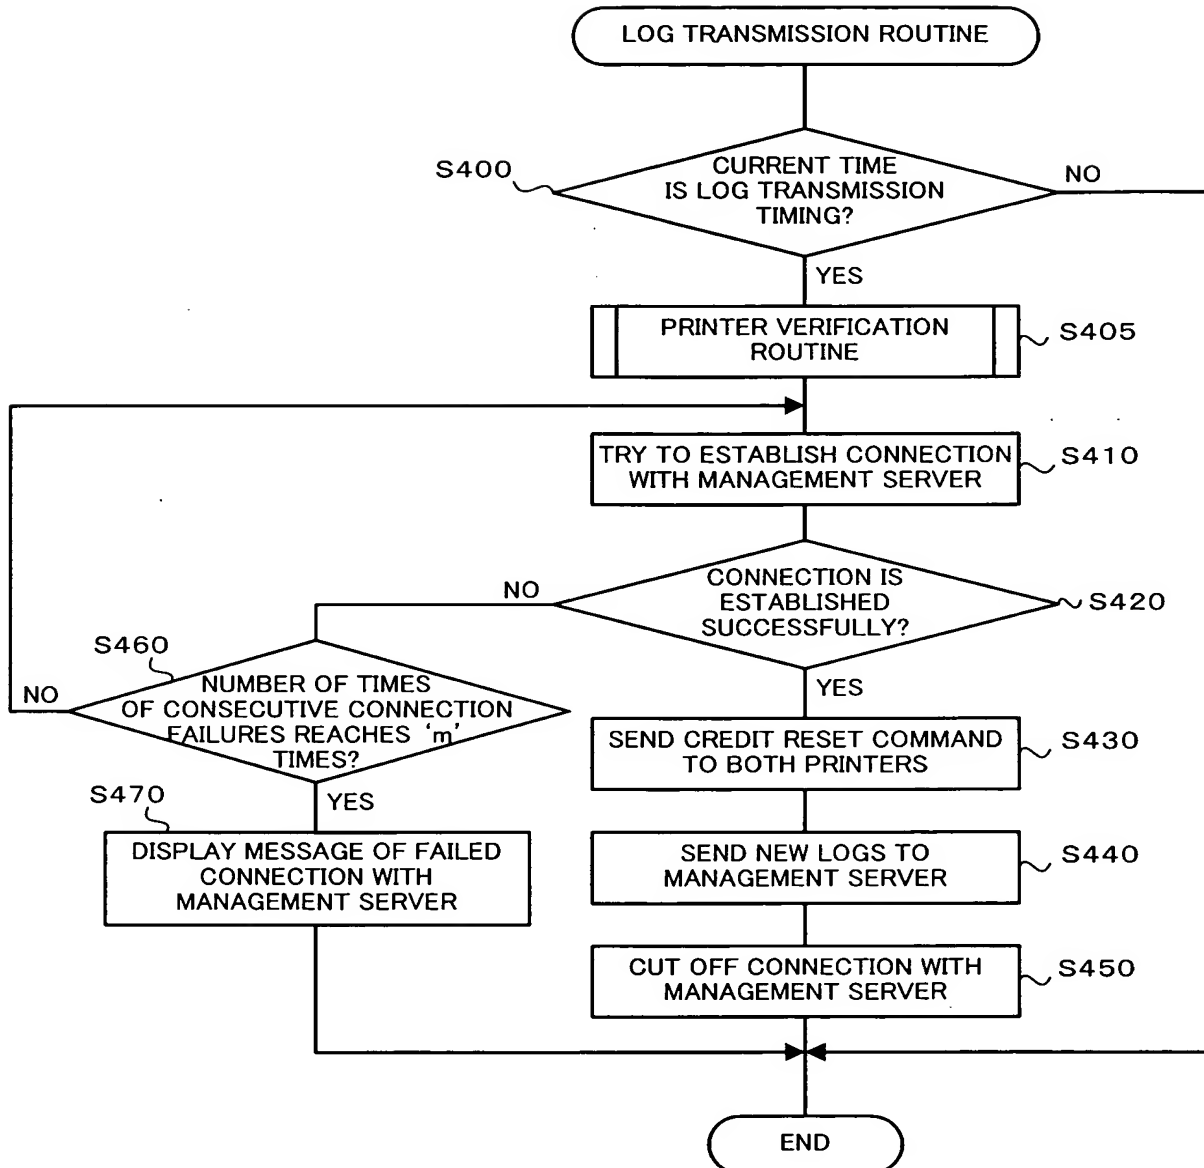 LOG TRANSMISSION ROUTINE
S400
CURRENT TIME
IS LOG TRANSMISSION
TIMING?
NO
YES
PRINTER VERIFICATION
ROUTINE
S405
TRY TO ESTABLISH CONNECTION
WITH MANAGEMENT SERVER
S410
NO
CONNECTION IS
ESTABLISHED
SUCCESSFULLY?
S420
YES
S460
NO
NUMBER OF TIMES
OF CONSECUTIVE CONNECTION
FAILURES REACHES ‘m’
TIMES?
YES
SEND CREDIT RESET COMMAND
TO BOTH PRINTERS
S430
S470
DISPLAY MESSAGE OF FAILED
CONNECTION WITH
MANAGEMENT SERVER
SEND NEW LOGS TO
MANAGEMENT SERVER
S440
CUT OFF CONNECTION WITH
MANAGEMENT SERVER
S450
END